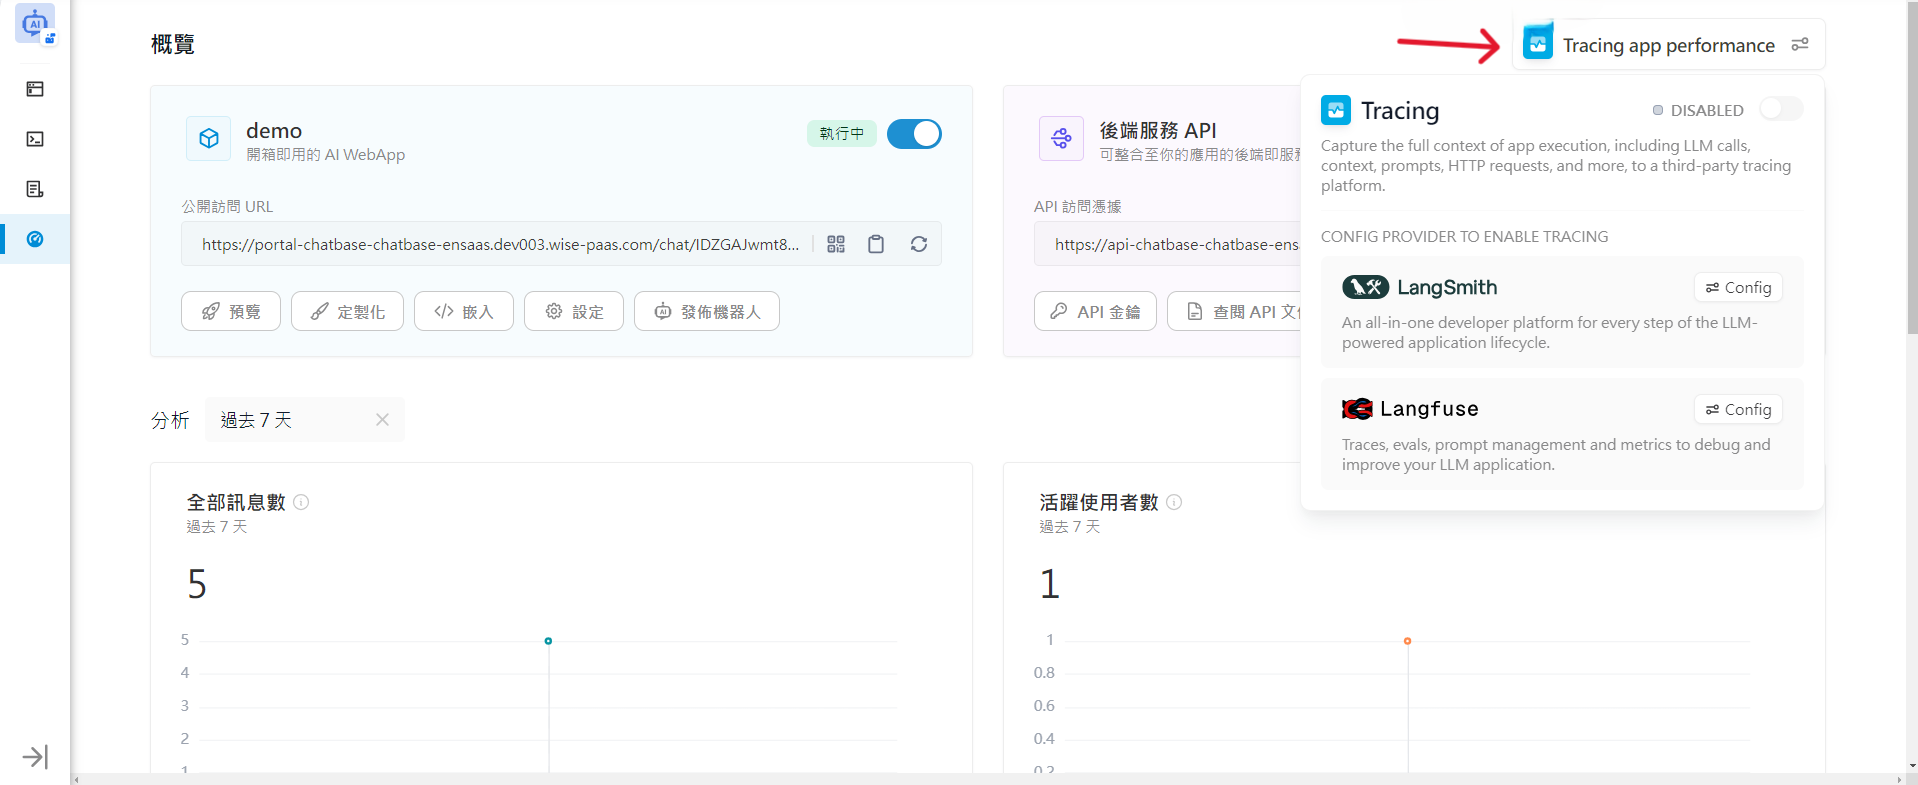 概覽
Tracing app performance
demo
開箱即用的 AI WebApp
執行中
公開訪問 URL
https://portal-chatbase-chatbase-ensaas.dev003.wise-paas.com/chat/IDZGAJwmt8...
預覽
定製化
嵌入
設定
發佈機器人
後端服務 API
可整合至你的應用的後端即服
API 訪問憑據
https://api-chatbase-chatbase-ens
API 金鑰
查閱 API 文
Tracing
DISABLED
Capture the full context of app execution, including LLM calls,
context, prompts, HTTP requests, and more, to a third-party tracing
platform.
CONFIG PROVIDER TO ENABLE TRACING
LangSmith
Config
An all-in-one developer platform for every step of the LLM-
powered application lifecycle.
Langfuse
Config
Traces, evals, prompt management and metrics to debug and
improve your LLM application.
分析
過去 7 天
全部訊息數
過去 7 天
5
5
4
3
2
1
活躍使用者數
過去 7 天
1
1
0.8
0.6
0.4
0.2
AI